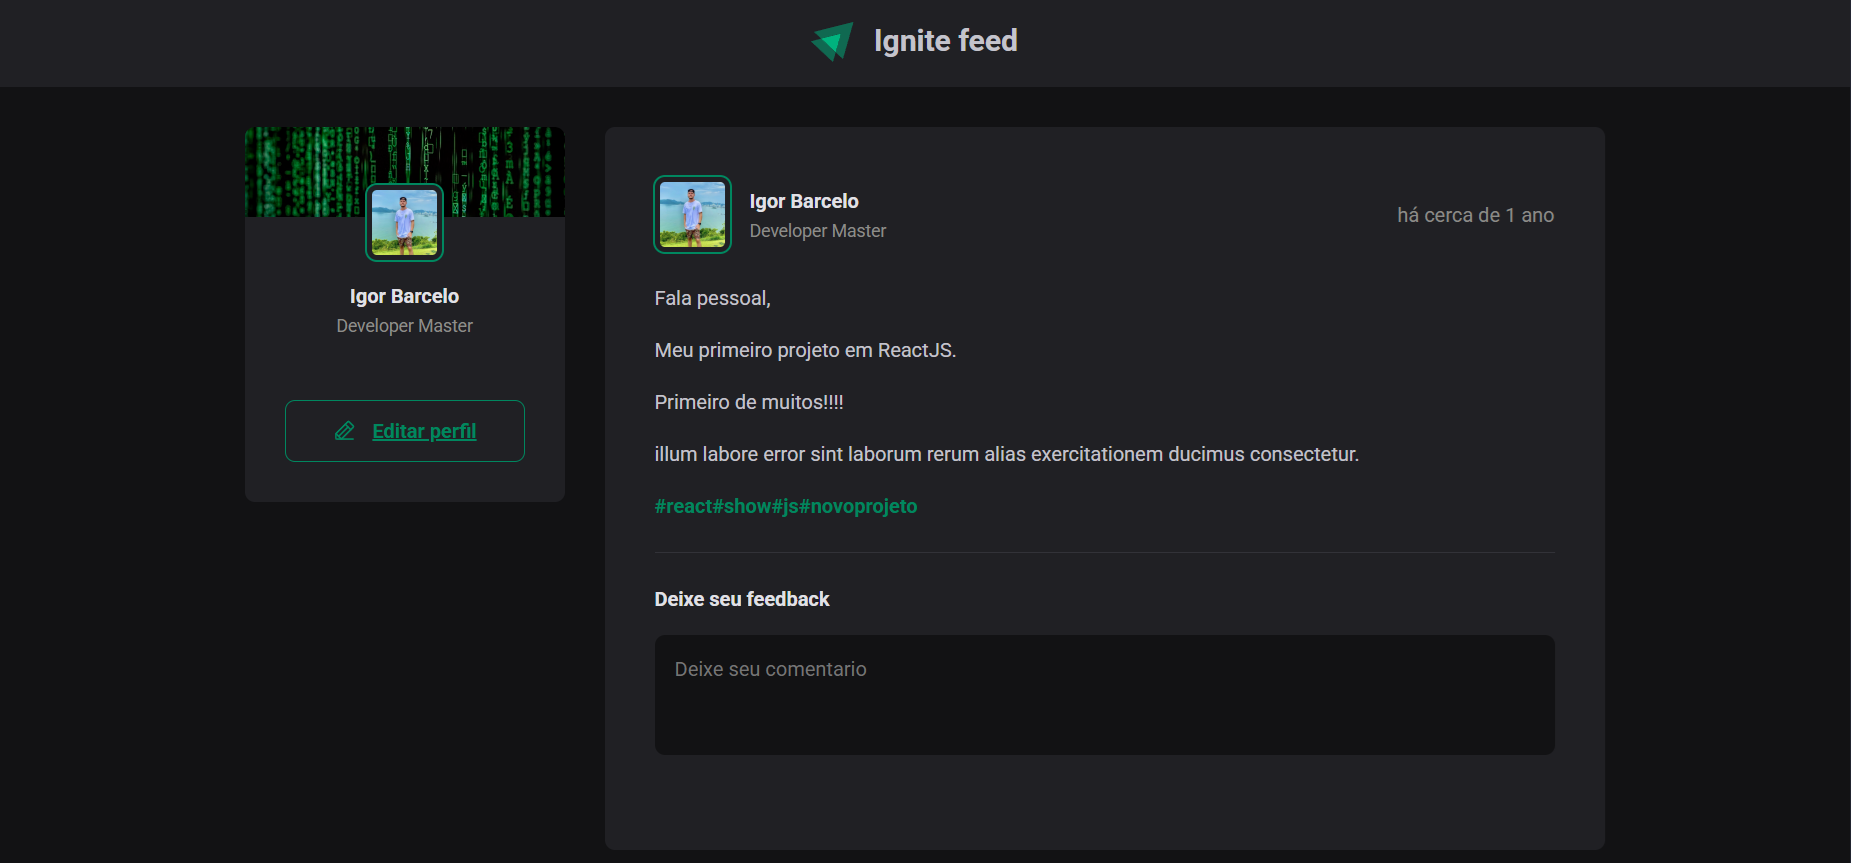 Ignite feed
Igor Barcelo
Developer Master
Editar perfil
Igor Barcelo
Developer Master
há cerca de 1 ano
Fala pessoal,
Meu primeiro projeto em ReactJS.
Primeiro de muitos!!!!
illum labore error sint laborum rerum alias exercitationem ducimus consectetur.
#react#show#js#novoprojeto
Deixe seu feedback
Deixe seu comentario